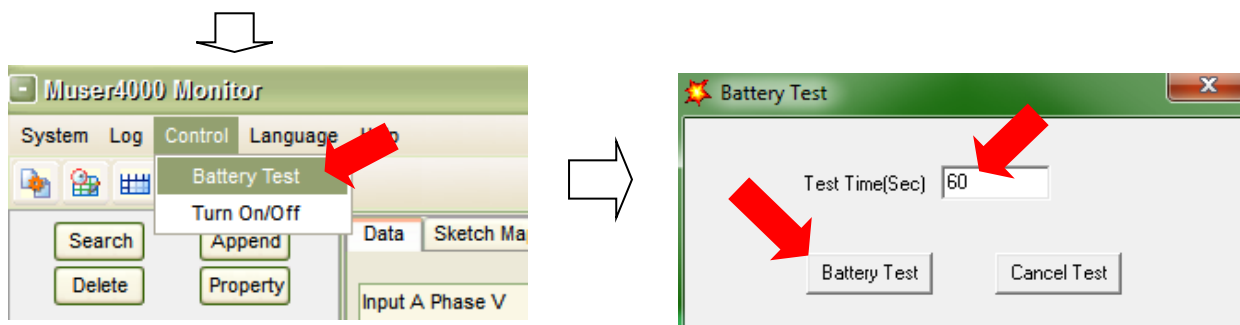 Muser4000 Monitor
System Log Control Language
Battery Test
Turn On/Off
Search Append
Delete Property
Data Sketch Ma
Input A Phase V
Battery Test
Test Time(Sec) 60
Battery Test Cancel Test